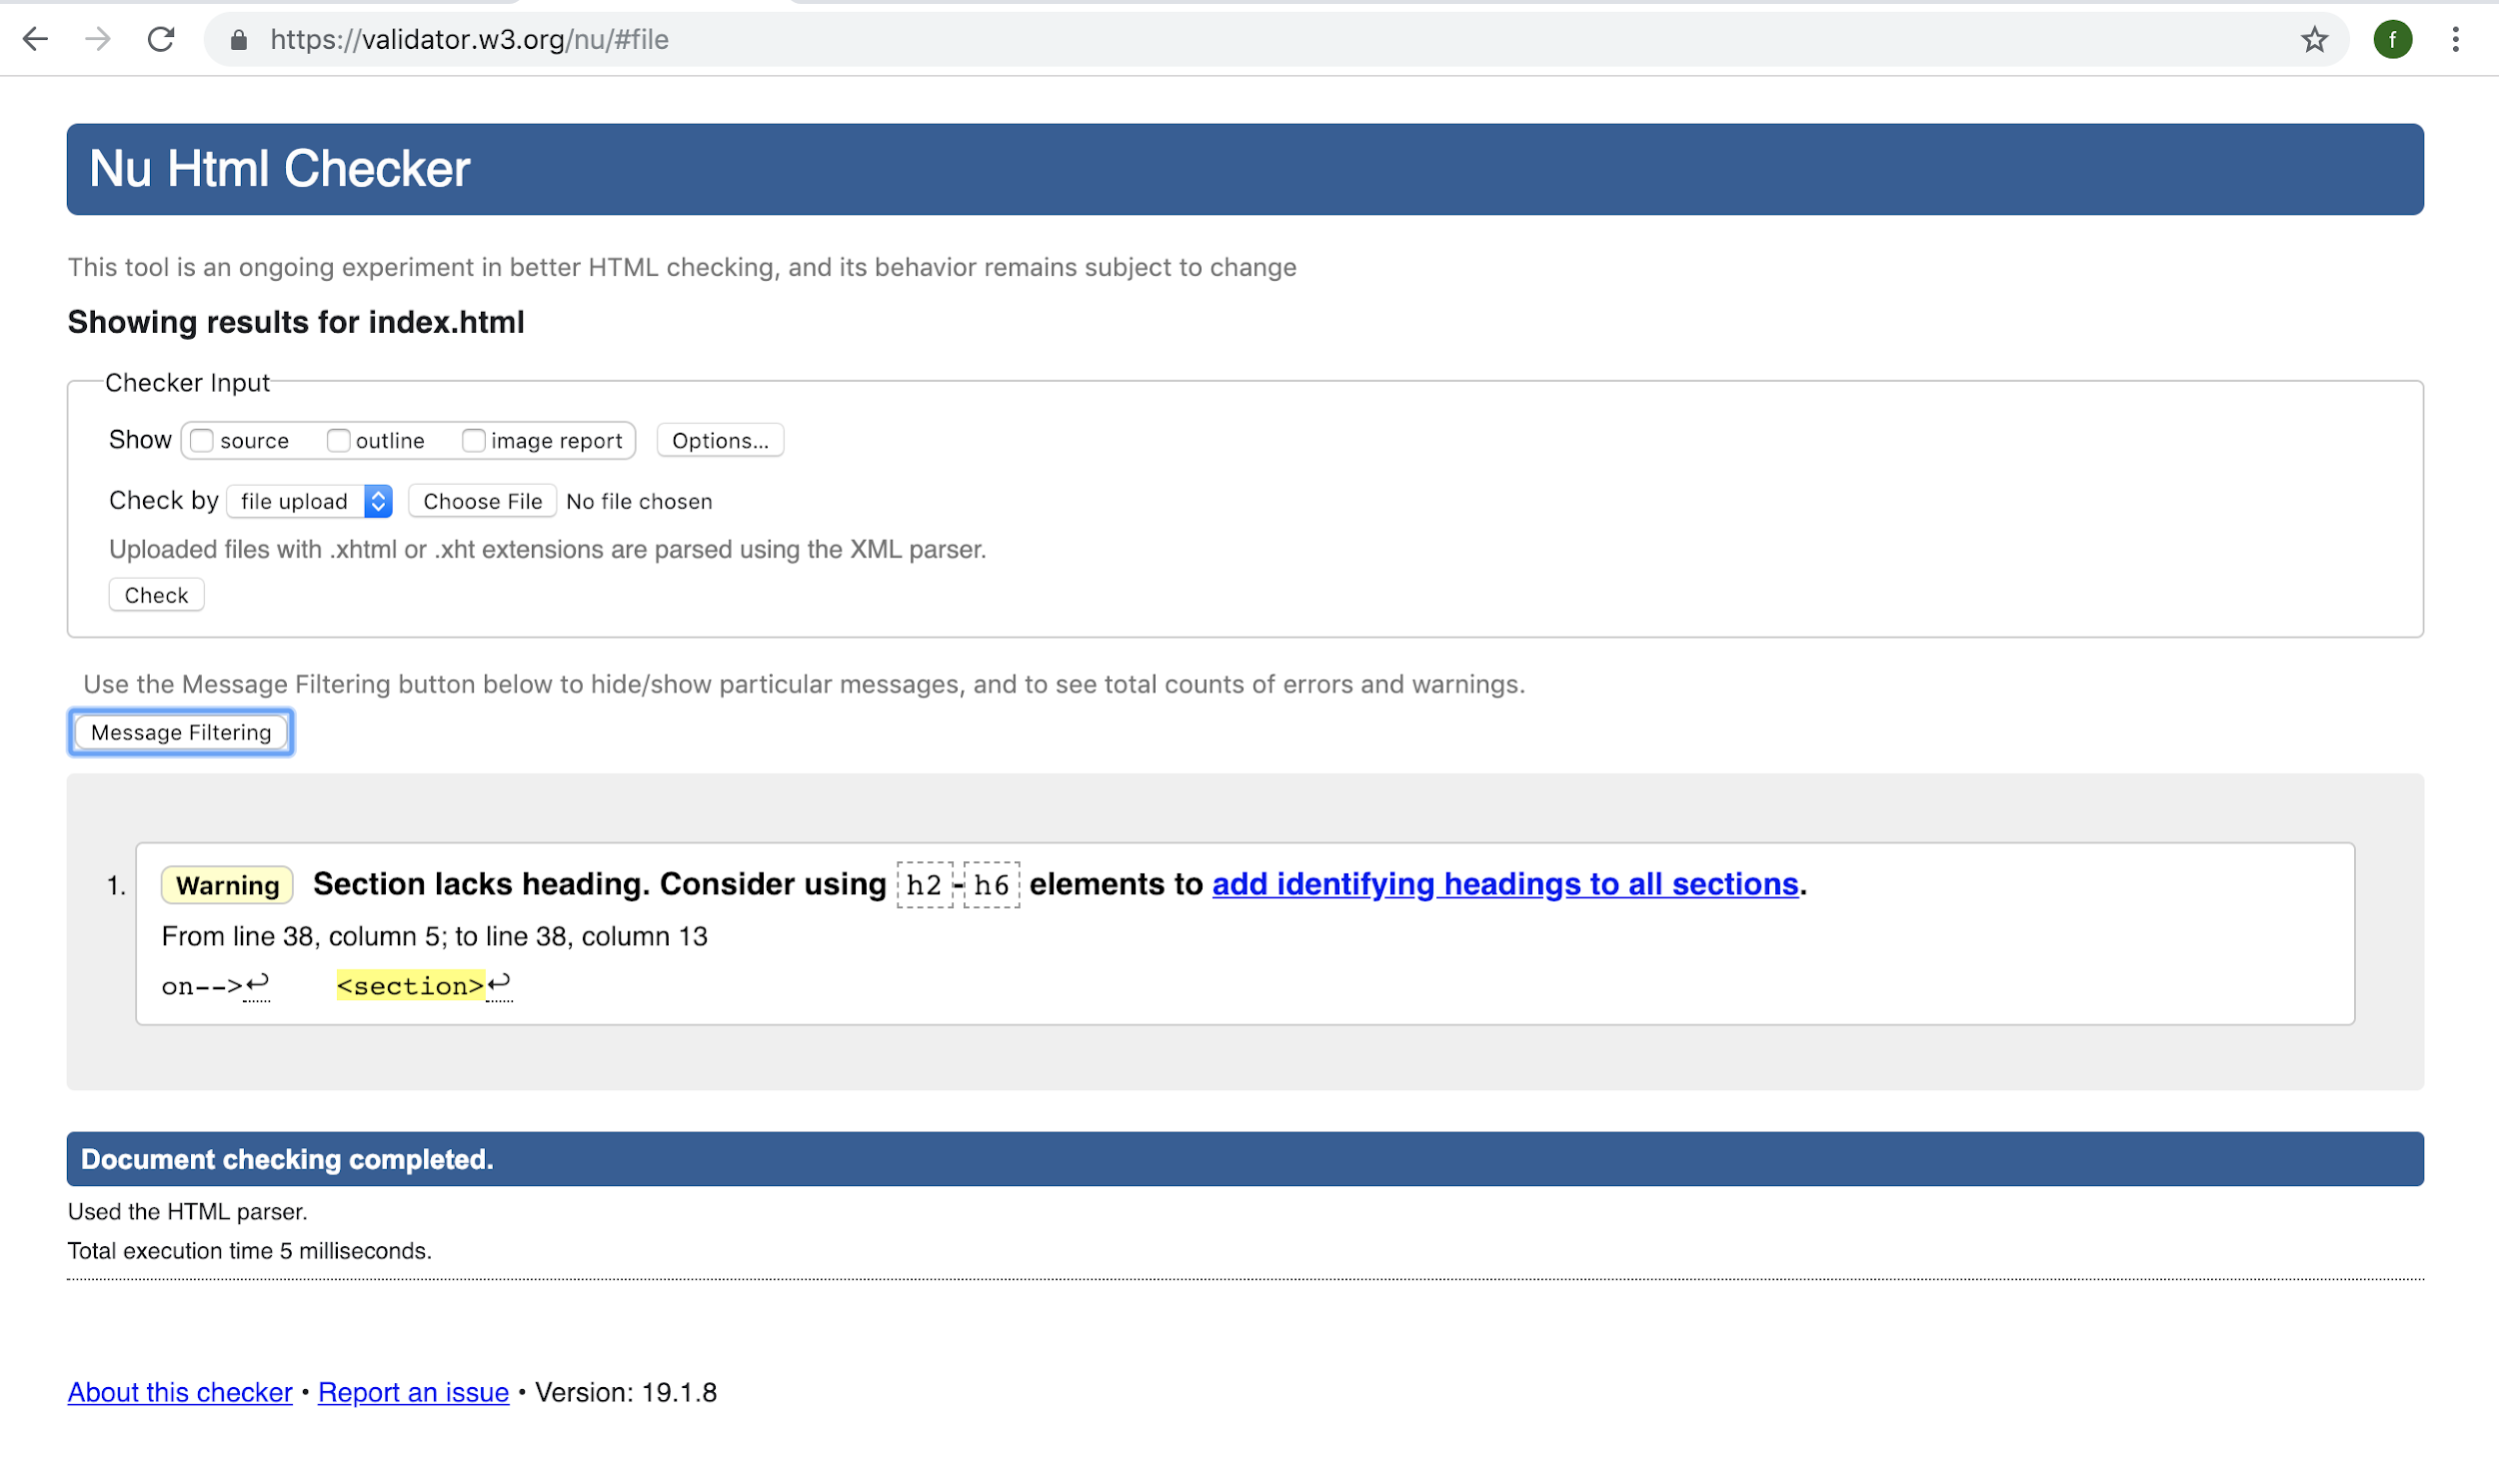 https://validator.w3.org/nu/#file
f
Nu Html Checker
This tool is an ongoing experiment in better HTML checking, and its behavior remains subject to change
Showing results for index.html
Checker Input
Show source outline image report Options...
Check by file upload Choose File No file chosen
Uploaded files with .xhtml or .xht extensions are parsed using the XML parser.
Check
Use the Message Filtering button below to hide/show particular messages, and to see total counts of errors and warnings.
Message Filtering
1. Warning Section lacks heading. Consider using h2-h6 elements to add identifying headings to all sections.
From line 38, column 5; to line 38, column 13
on-->↩ <section>↩
Document checking completed.
Used the HTML parser.
Total execution time 5 milliseconds.
About this checker • Report an issue • Version: 19.1.8